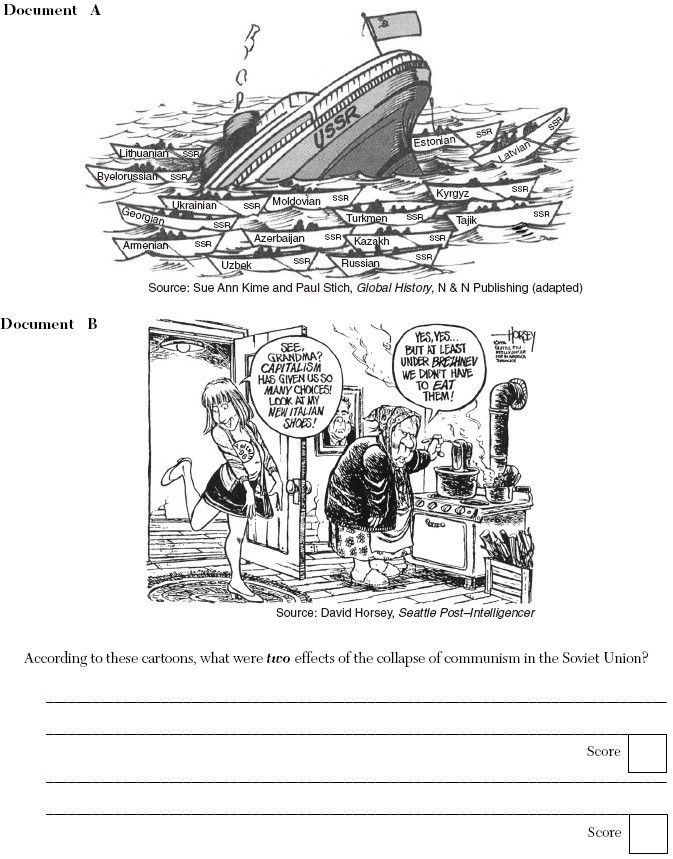 Document A
USSR
Lithuanian SSR
Byelorussian SSR
Ukrainian SSR
Moldovian SSR
Estonian SSR
Latvian SSR
Kyrgyz SSR
Georgian SSR
Turkmen SSR
Tajik SSR
Armenian SSR
Azerbaijan SSR
Kazakh SSR
Uzbek SSR
Russian SSR
Source: Sue Ann Kime and Paul Stich, Global History, N & N Publishing (adapted)
Document B
SEE,
GRANDMA?
CAPITALISM
HAS GIVEN US SO
MANY CHOICES!
LOOK AT MY
NEW ITALIAN
SHOES!
YES, YES...
BUT AT LEAST
UNDER BREZHNEV
WE DIDN'T HAVE
TO EAT
THEM!
HORSEY
Source: David Horsey, Seattle Post–Intelligencer
According to these cartoons, what were two effects of the collapse of communism in the Soviet Union?
Score
Score